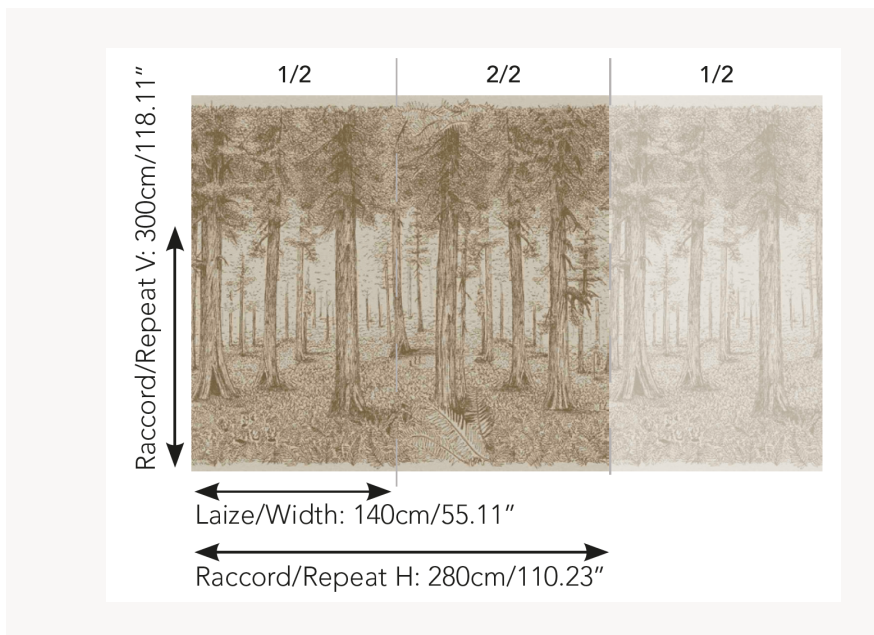 1/2
2/2
1/2
Raccord/Repeat V: 300cm/118.11”
Laize/Width: 140cm/55.11”
Raccord/Repeat H: 280cm/110.23”